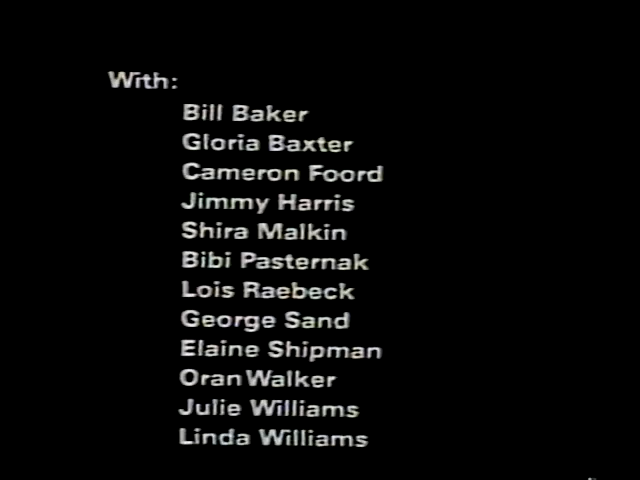 With:
Bill Baker
Gloria Baxter
Cameron Foord
Jimmy Harris
Shira Malkin
Bibi Pasternak
Lois Raebeck
George Sand
Elaine Shipman
Oran Walker
Julie Williams
Linda Williams